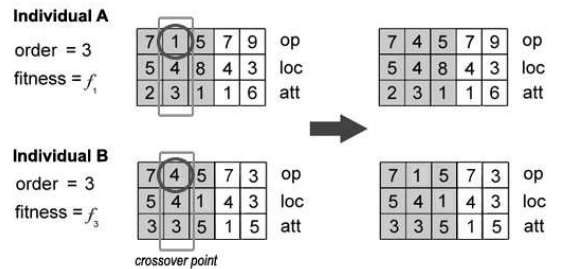 Individual A
order = 3
fitness = f₁
7 1 5 7 9 op
5 4 8 4 3 loc
2 3 1 1 6 att
7 4 5 7 9 op
5 4 8 4 3 loc
2 3 1 1 6 att
Individual B
order = 3
fitness = f₃
7 4 5 7 3 op
5 4 1 4 3 loc
3 3 5 1 5 att
crossover point
7 1 5 7 3 op
5 4 1 4 3 loc
3 3 5 1 5 att